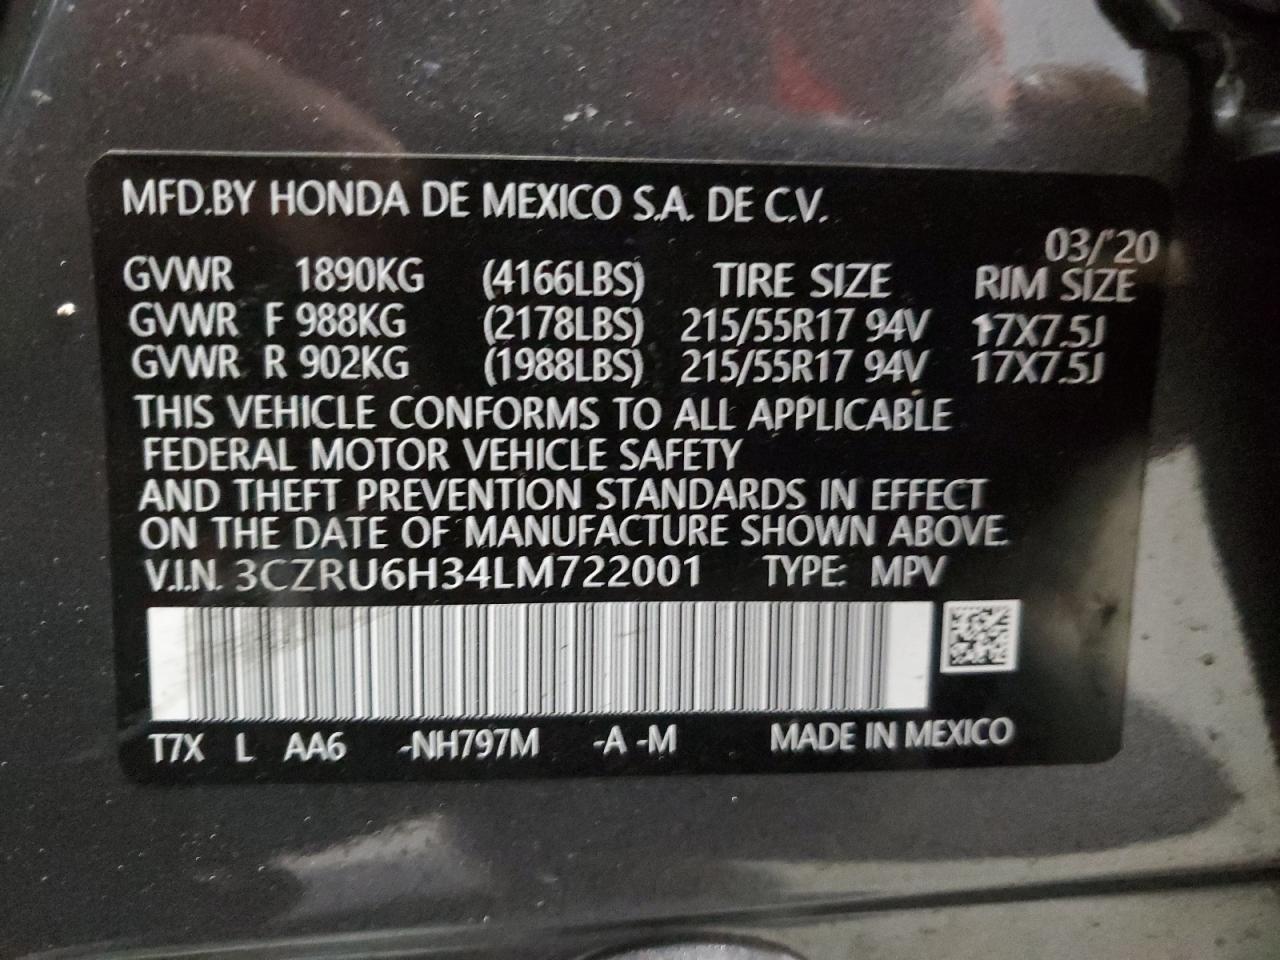 MFD.BY HONDA DE MEXICO S.A. DE C.V.
03/'20
GVWR 1890KG (4166LBS) TIRE SIZE RIM SIZE
GVWR F 988KG (2178LBS) 215/55R17 94V 17X7.5J
GVWR R 902KG (1988LBS) 215/55R17 94V 17X7.5J
THIS VEHICLE CONFORMS TO ALL APPLICABLE
FEDERAL MOTOR VEHICLE SAFETY
AND THEFT PREVENTION STANDARDS IN EFFECT
ON THE DATE OF MANUFACTURE SHOWN ABOVE.
V.I.N. 3CZRU6H34LM722001 TYPE: MPV
T7X L AA6 -NH797M -A -M MADE IN MEXICO